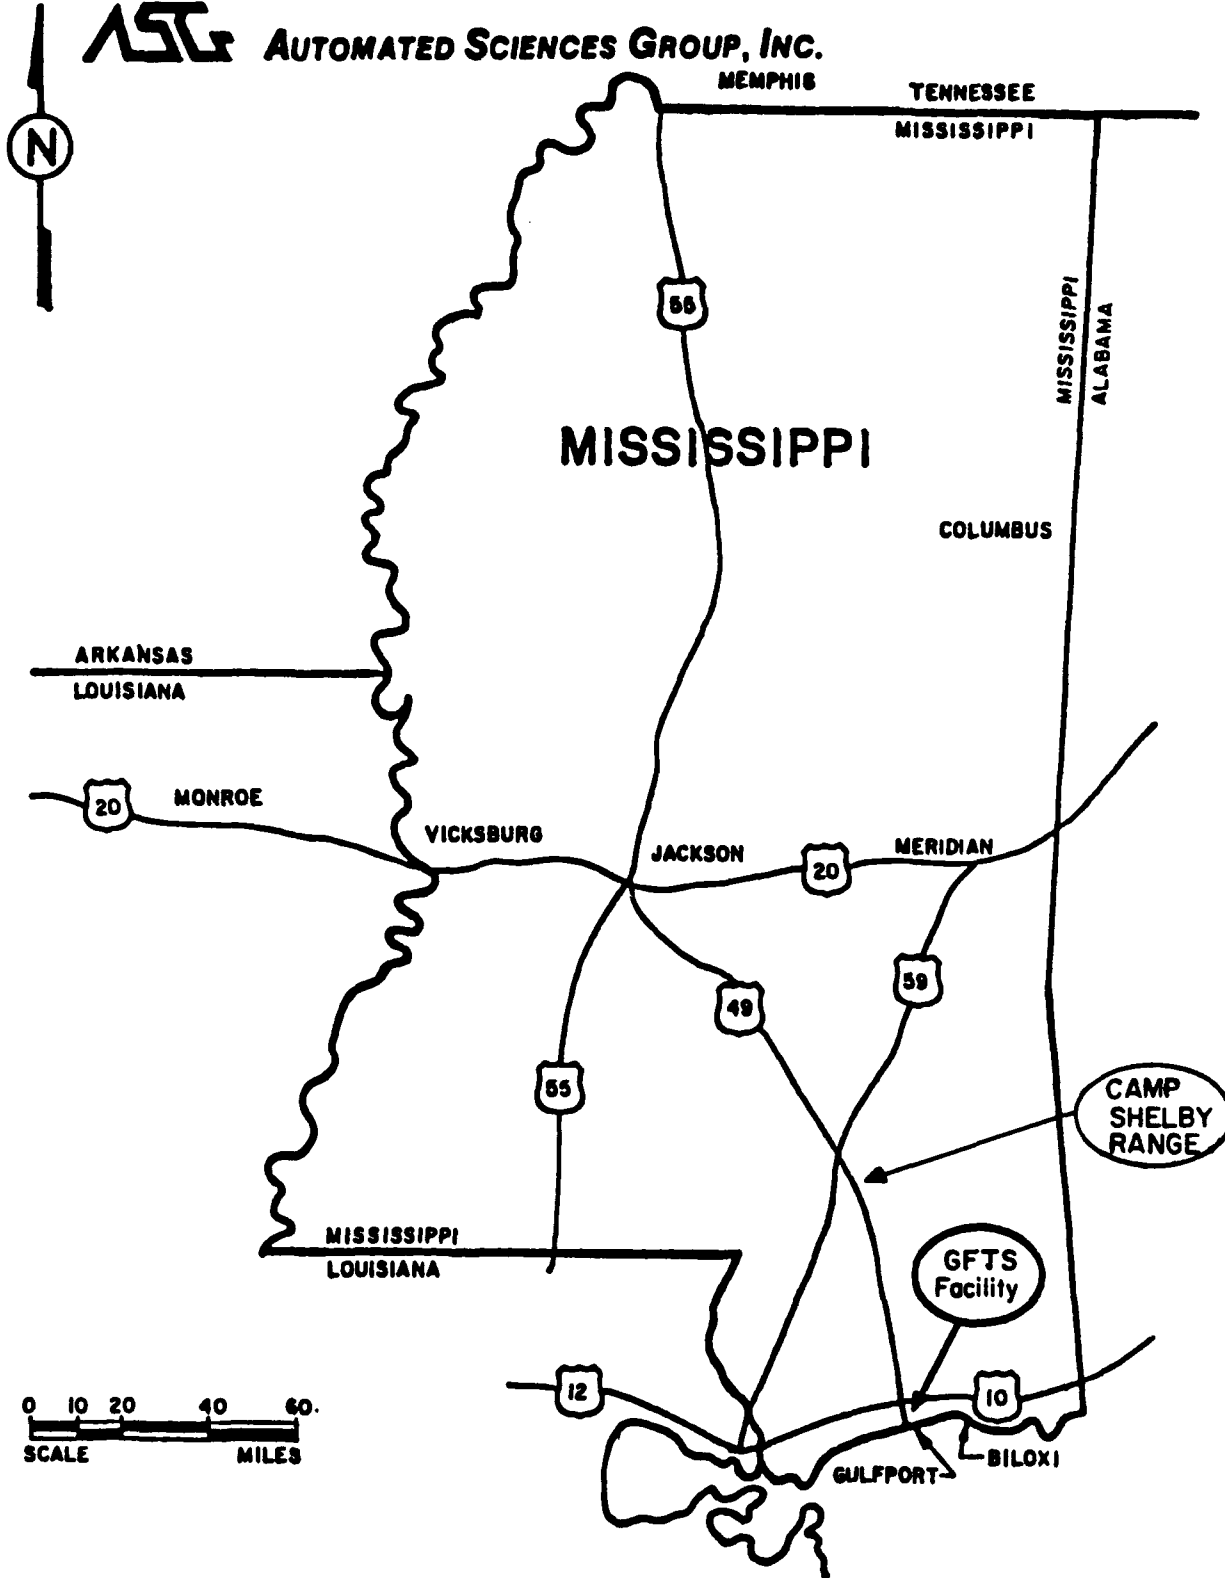 ASG AUTOMATED SCIENCES GROUP, INC.
MEMPHIS
TENNESSEE
MISSISSIPPI
N
55
MISSISSIPPI
ALABAMA
MISSISSIPPI
COLUMBUS
ARKANSAS
LOUISIANA
20
MONROE
VICKSBURG
JACKSON
20
MERIDIAN
59
49
55
CAMP
SHELBY
RANGE
MISSISSIPPI
LOUISIANA
GFTS
Facility
12
10
0 10 20 40 60.
SCALE MILES
GULFPORT
BILOXI